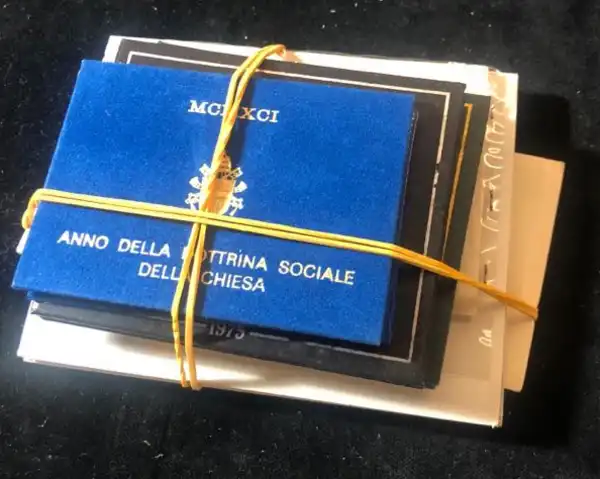 MCMXCI
ANNO DELLA DOTTRINA SOCIALE
DELLA CHIESA
1975